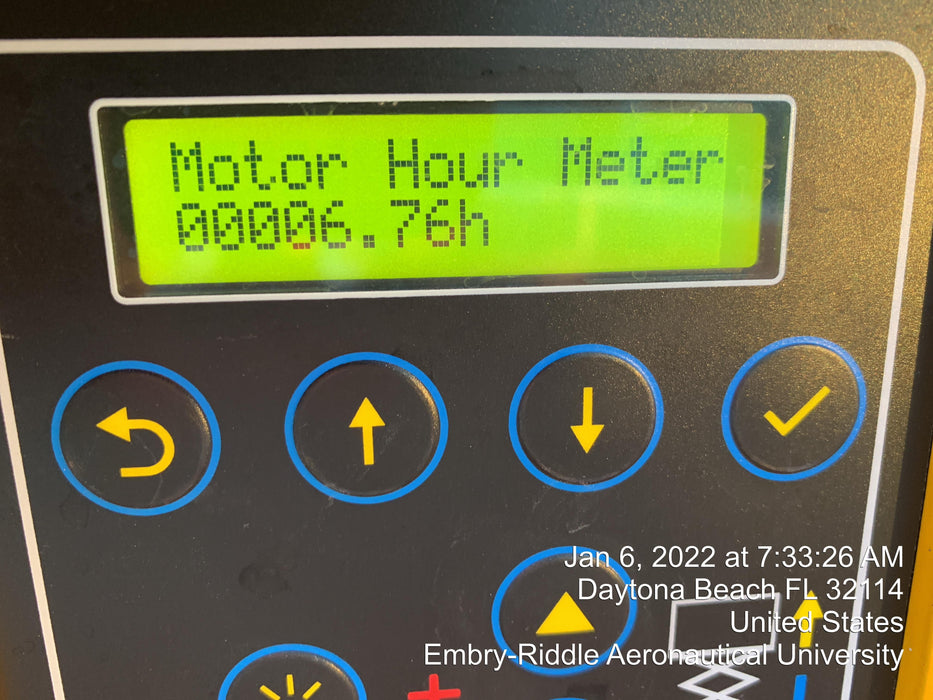 Motor Hour Meter
00006.76h
Jan 6, 2022 at 7:33:26 AM
Daytona Beach FL 32114
United States
Embry-Riddle Aeronautical University